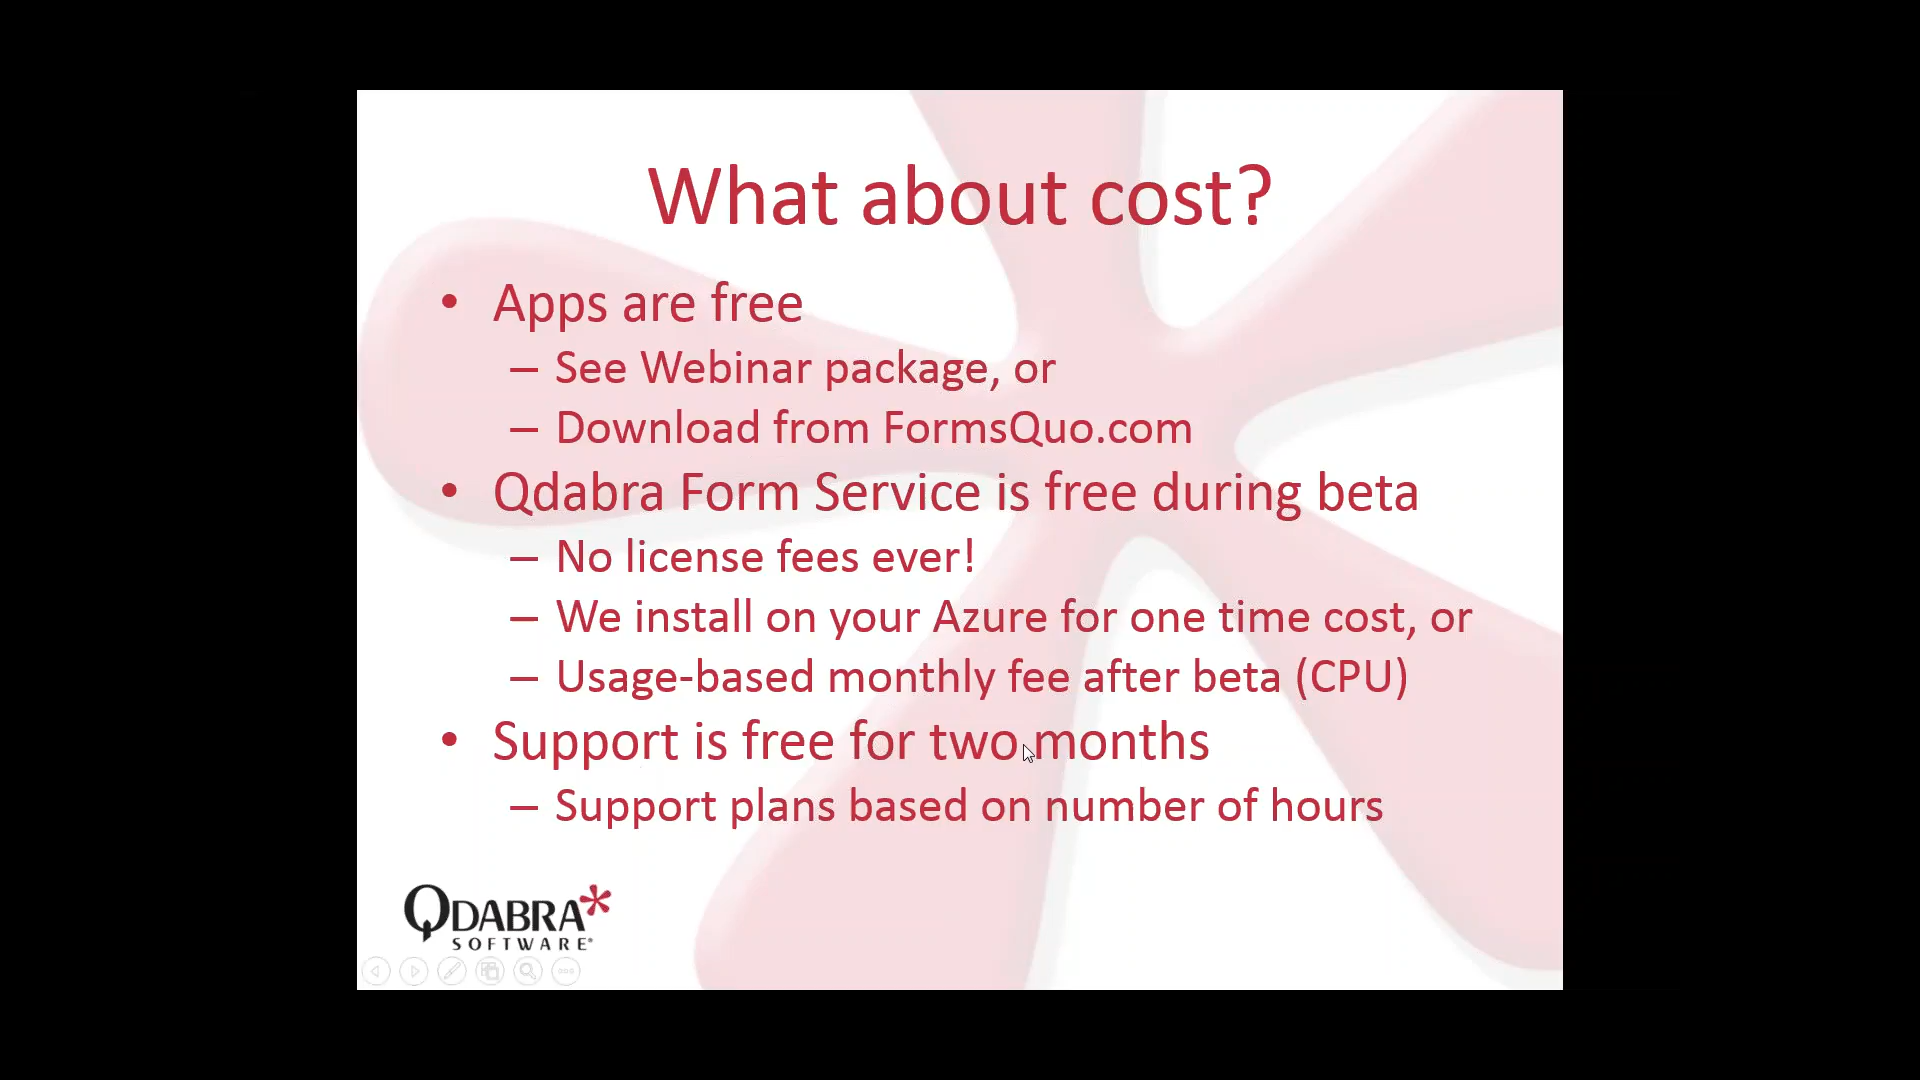 What about cost?
• Apps are free
– See Webinar package, or
– Download from FormsQuo.com
• Qdabra Form Service is free during beta
– No license fees ever!
– We install on your Azure for one time cost, or
– Usage-based monthly fee after beta (CPU)
• Support is free for two months
– Support plans based on number of hours
QDABRA
SOFTWARE®